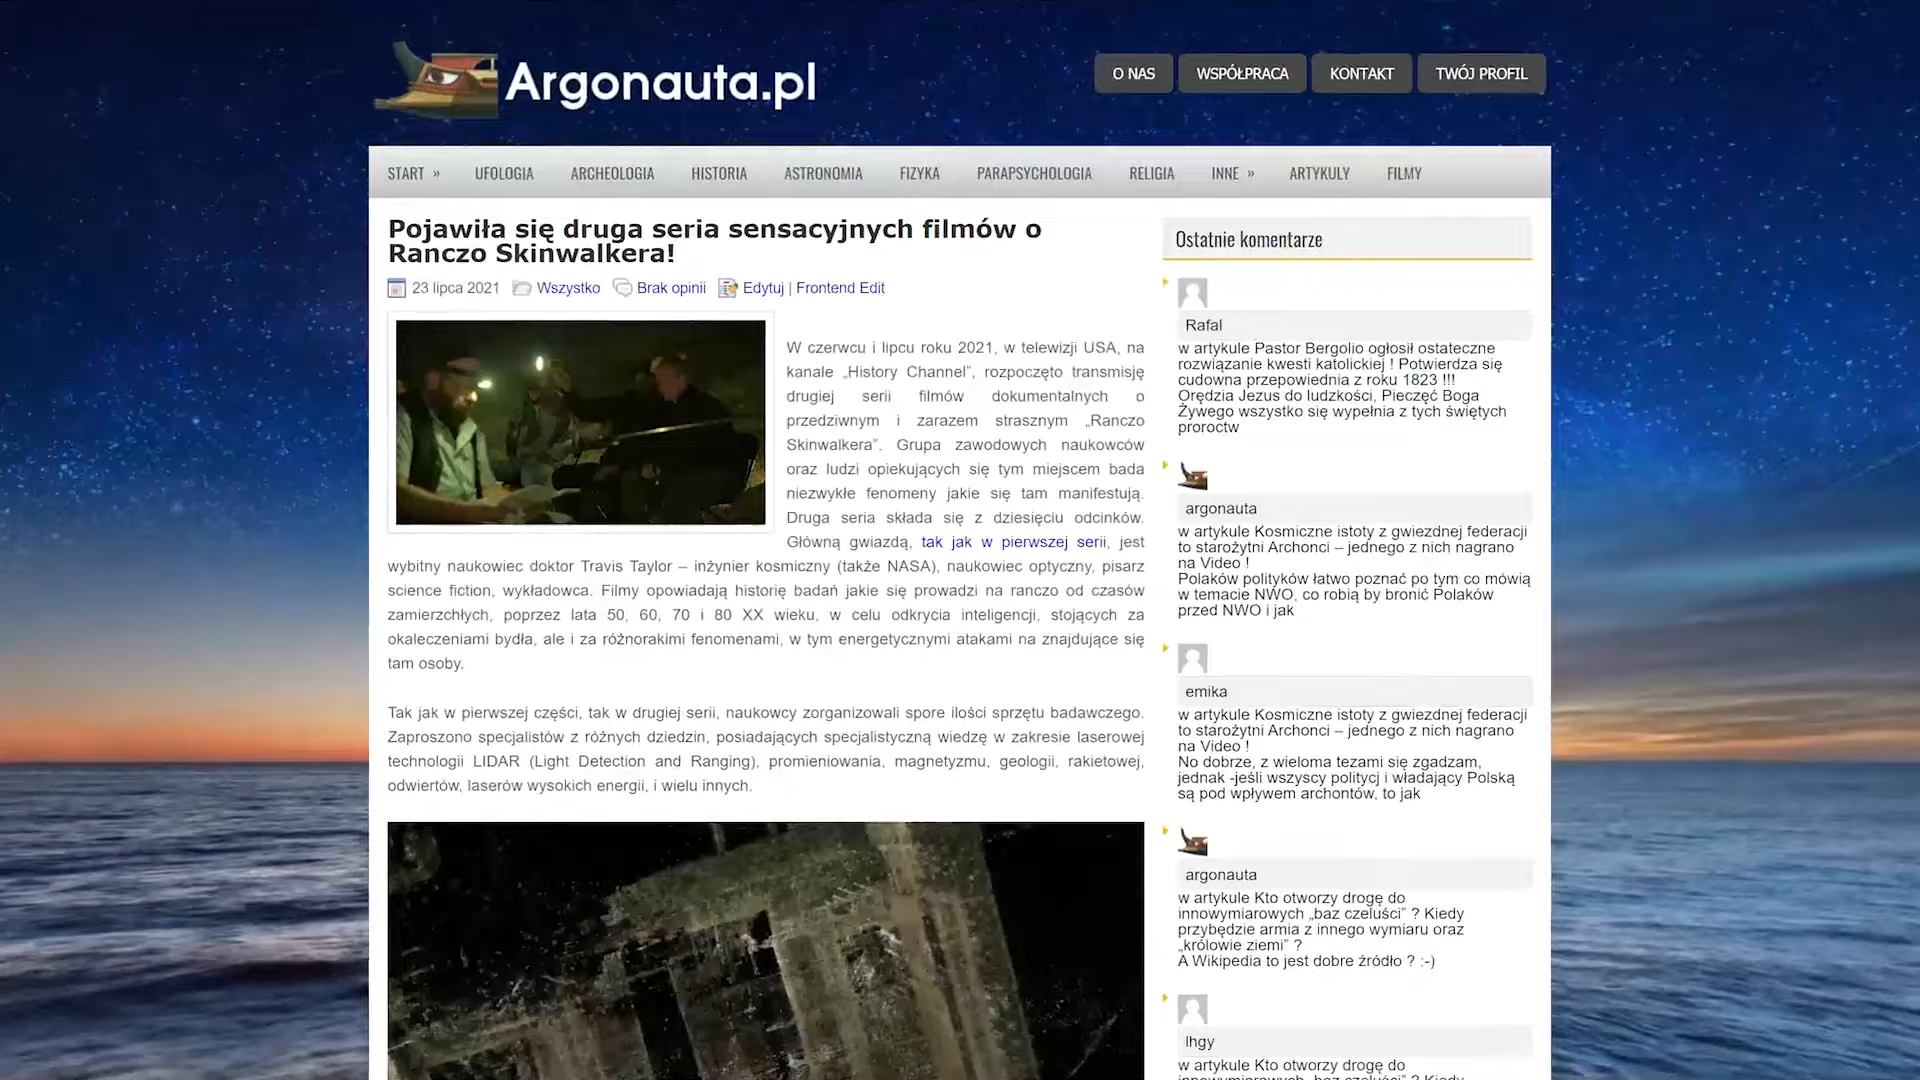 Argonauta.pl
O NAS
WSPÓŁPRACA
KONTAKT
TWÓJ PROFIL
START »
UFOLOGIA
ARCHEOLOGIA
HISTORIA
ASTRONOMIA
FIZYKA
PARAPSYCHOLOGIA
RELIGIA
INNE »
ARTYKUŁY
FILMY
Pojawiła się druga seria sensacyjnych filmów o
Ranczo Skinwalkera!
23 lipca 2021 Wszystko Brak opinii Edytuj | Frontend Edit
W czerwcu i lipcu roku 2021, w telewizji USA, na
kanale „History Channel”, rozpoczęto transmisję
drugiej serii filmów dokumentalnych o
przedziwnym i zarazem strasznym „Ranczo
Skinwalkera”. Grupa zawodowych naukowców
oraz ludzi opiekujących się tym miejscem bada
niezwykłe fenomeny jakie się tam manifestują.
Druga seria składa się z dziesięciu odcinków.
Główną gwiazdą, tak jak w pierwszej serii, jest
wybitny naukowiec doktor Travis Taylor – inżynier kosmiczny (także NASA), naukowiec optyczny, pisarz
science fiction, wykładowca. Filmy opowiadają historię badań jakie się prowadzi na ranczo od czasów
zamierzchłych, poprzez lata 50, 60, 70 i 80 XX wieku, w celu odkrycia inteligencji, stojących za
okaleczeniami bydła, ale i za różnorakimi fenomenami, w tym energetycznymi atakami na znajdujące się
tam osoby.
Tak jak w pierwszej części, tak w drugiej serii, naukowcy zorganizowali spore ilości sprzętu badawczego.
Zaproszono specjalistów z różnych dziedzin, posiadających specjalistyczną wiedzę w zakresie laserowej
technologii LIDAR (Light Detection and Ranging), promieniowania, magnetyzmu, geologii, rakietowej,
odwiertów, laserów wysokich energii, i wielu innych.
Ostatnie komentarze
Rafal
w artykule Pastor Bergolio ogłosił ostateczne
rozwiązanie kwesti katolickiej ! Potwierdza się
cudowna przepowiednia z roku 1823 !!!
Orędzia Jezus do ludzkości, Pieczęć Boga
Żywego wszystko się wypełnia z tych świętych
proroctw
argonauta
w artykule Kosmiczne istoty z gwiezdnej federacji
to starożytni Archonci – jednego z nich nagrano
na Video !
Polaków polityków łatwo poznać po tym co mówią
w temacie NWO, co robią by bronić Polaków
przed NWO i jak
emika
w artykule Kosmiczne istoty z gwiezdnej federacji
to starożytni Archonci – jednego z nich nagrano
na Video !
No dobrze, z wieloma tezami się zgadzam,
jednak -jeśli wszyscy politycj i władający Polską
są pod wpływem archontów, to jak
argonauta
w artykule Kto otworzy drogę do
innowymiarowych „baz czeluści” ? Kiedy
przybędzie armia z innego wymiaru oraz
„królowie ziemi” ?
A Wikipedia to jest dobre źródło ? :-)
lhgy
w artykule Kto otworzy drogę do
innowymiarowych „baz czeluści” ? Kiedy